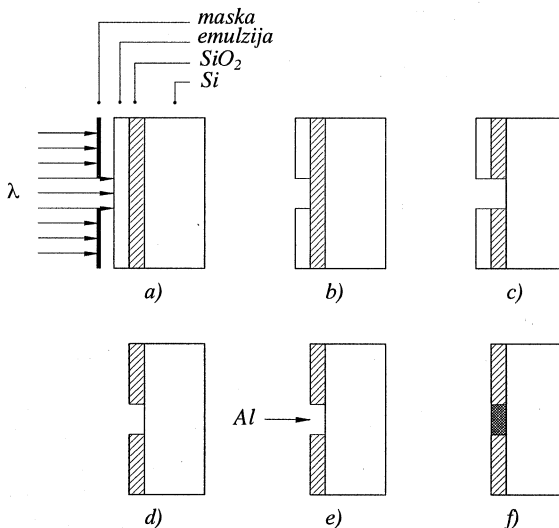 maska
emulzija
SiO₂
Si
λ
a)
b)
c)
Al
d)
e)
f)